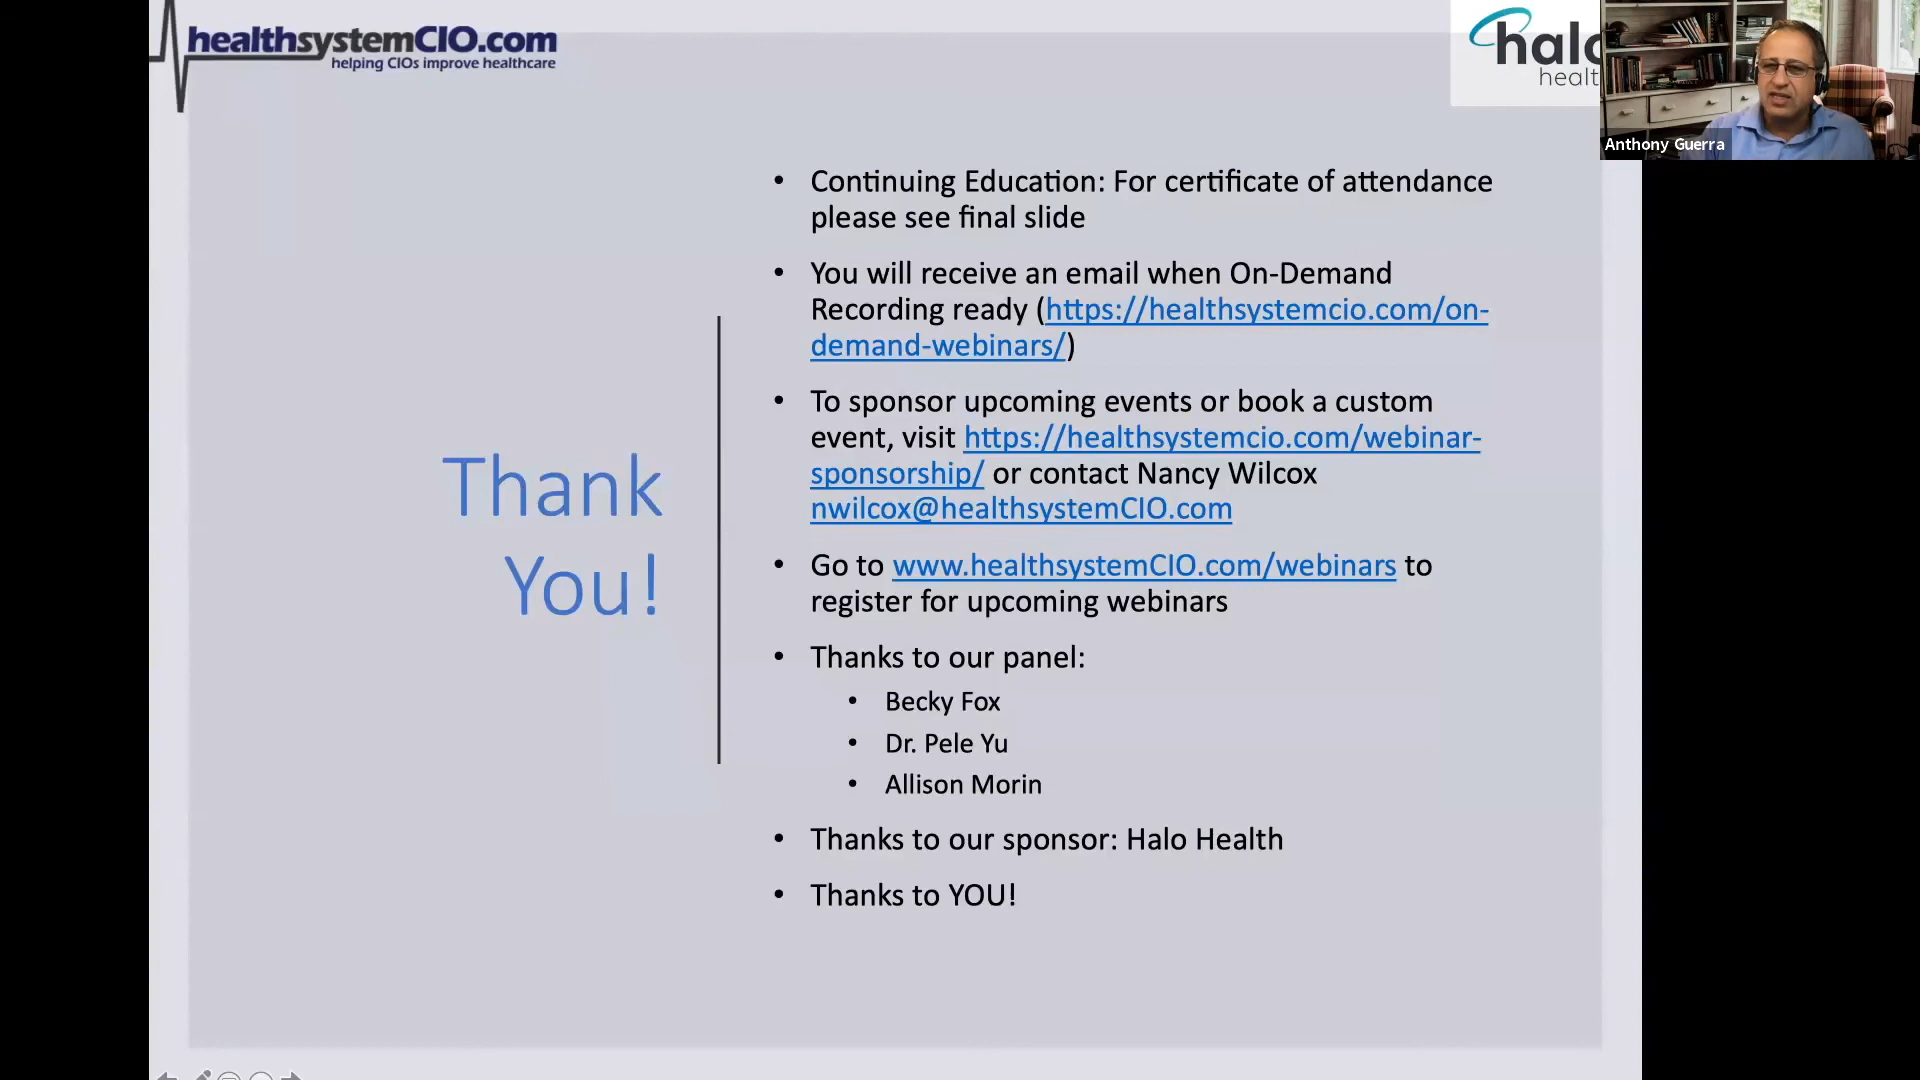 healthsystemCIO.com
helping CIOs improve healthcare
halo
health
Anthony Guerra
Thank
You!
• Continuing Education: For certificate of attendance
please see final slide
• You will receive an email when On-Demand
Recording ready (https://healthsystemcio.com/on-
demand-webinars/)
• To sponsor upcoming events or book a custom
event, visit https://healthsystemcio.com/webinar-
sponsorship/ or contact Nancy Wilcox
nwilcox@healthsystemCIO.com
• Go to www.healthsystemCIO.com/webinars to
register for upcoming webinars
• Thanks to our panel:
• Becky Fox
• Dr. Pele Yu
• Allison Morin
• Thanks to our sponsor: Halo Health
• Thanks to YOU!